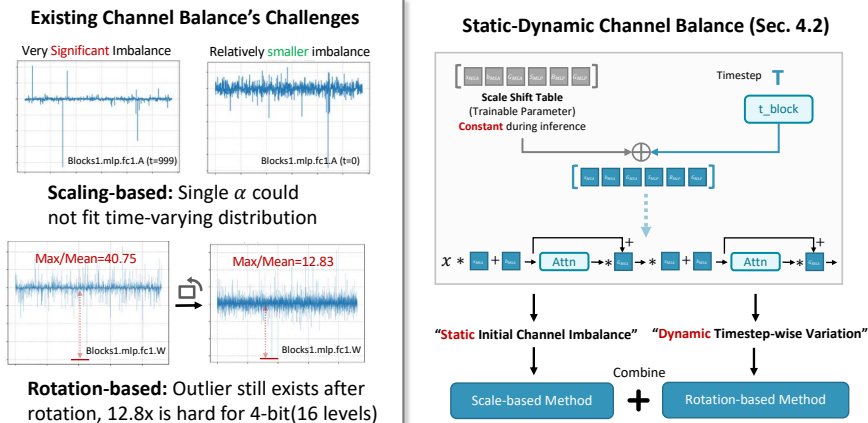 Existing Channel Balance's Challenges
Very Significant Imbalance
Relatively smaller imbalance
Blocks1.mlp.fc1.A (t=999)
Blocks1.mlp.fc1.A (t=0)
Scaling-based: Single α could
not fit time-varying distribution
Max/Mean=40.75
Max/Mean=12.83
Blocks1.mlp.fc1.W
Blocks1.mlp.fc1.W
Rotation-based: Outlier still exists after
rotation, 12.8x is hard for 4-bit(16 levels)
Static-Dynamic Channel Balance (Sec. 4.2)
Scale Shift Table
(Trainable Parameter)
Constant during inference
Timestep T
t_block
x * + Attn * + * + Attn * +
"Static Initial Channel Imbalance"
"Dynamic Timestep-wise Variation"
Combine
Scale-based Method + Rotation-based Method